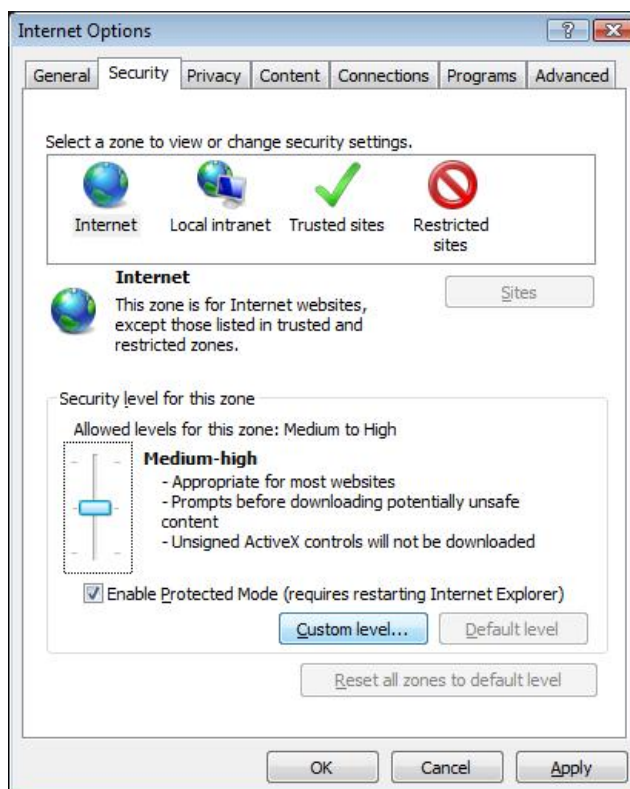 Internet Options
General Security Privacy Content Connections Programs Advanced
Select a zone to view or change security settings.
Internet Local intranet Trusted sites Restricted
sites
Internet
Sites
This zone is for Internet websites,
except those listed in trusted and
restricted zones.
Security level for this zone
Allowed levels for this zone: Medium to High
Medium-high
- Appropriate for most websites
- Prompts before downloading potentially unsafe
content
- Unsigned ActiveX controls will not be downloaded
Enable Protected Mode (requires restarting Internet Explorer)
Custom level... Default level
Reset all zones to default level
OK Cancel Apply